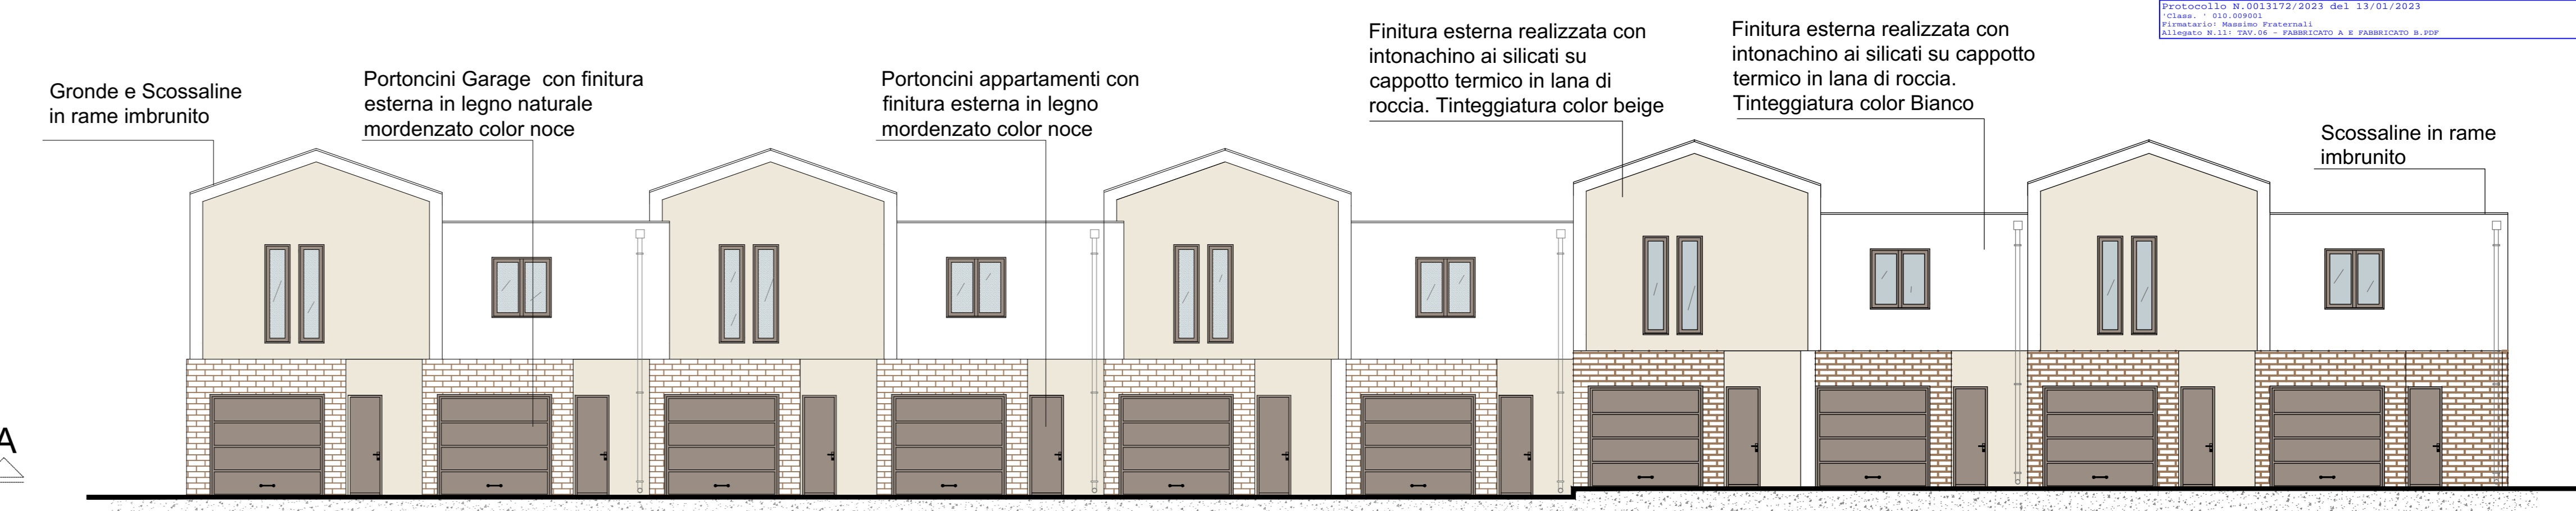 Protocollo N.0013172/2023 del 13/01/2023
'Class. ' 010.009001
Firmatario: Massimo Fraternali
Allegato N.11: TAV.06 - FABBRICATO A E FABBRICATO B.PDF
Gronde e Scossaline
in rame imbrunito
Portoncini Garage con finitura
esterna in legno naturale
mordenzato color noce
Portoncini appartamenti con
finitura esterna in legno
mordenzato color noce
Finitura esterna realizzata con
intonachino ai silicati su
cappotto termico in lana di
roccia. Tinteggiatura color beige
Finitura esterna realizzata con
intonachino ai silicati su cappotto
termico in lana di roccia.
Tinteggiatura color Bianco
Scossaline in rame
imbrunito
A